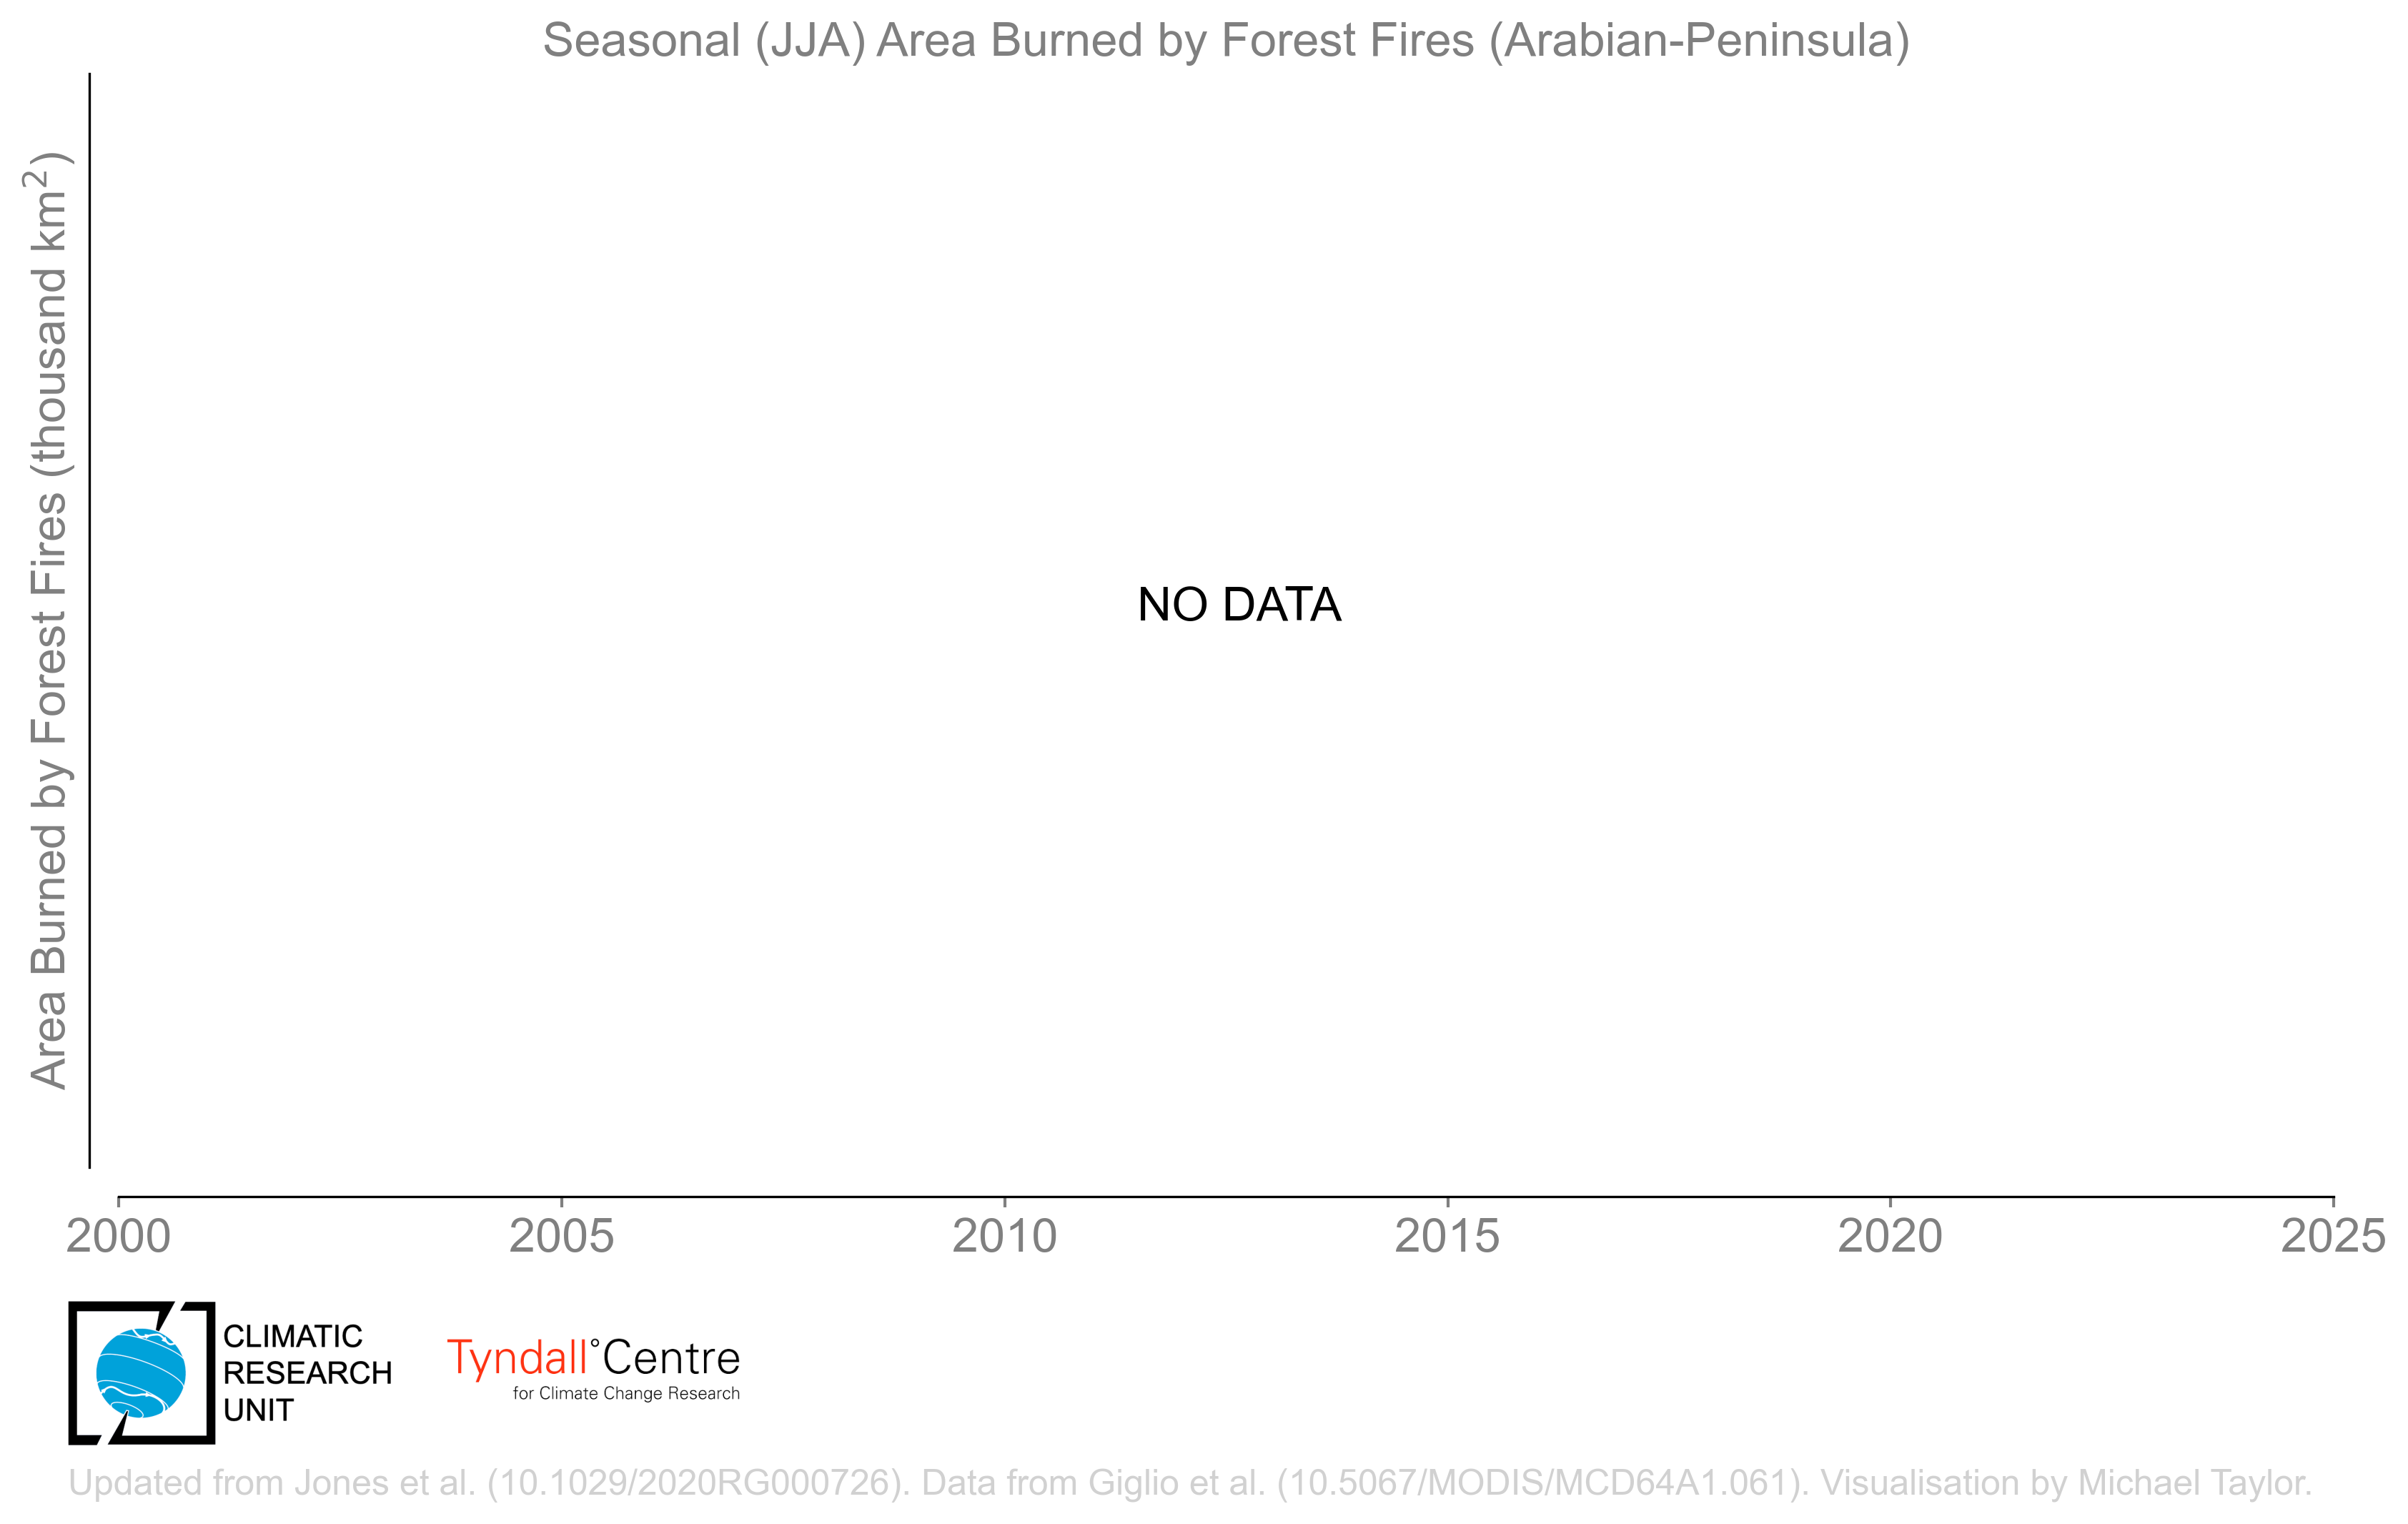 Seasonal (JJA) Area Burned by Forest Fires (Arabian-Peninsula)
Area Burned by Forest Fires (thousand km²)
NO DATA
2000 2005 2010 2015 2020 2025
CLIMATIC
RESEARCH
UNIT
Tyndall°Centre
for Climate Change Research
Updated from Jones et al. (10.1029/2020RG000726). Data from Giglio et al. (10.5067/MODIS/MCD64A1.061). Visualisation by Michael Taylor.